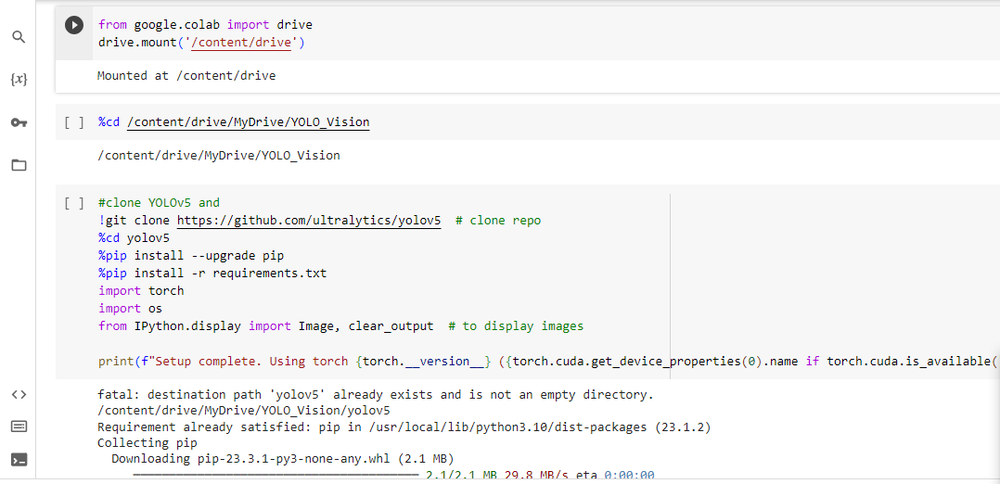 from google.colab import drive
drive.mount('/content/drive')
Mounted at /content/drive
{x}
[ ] %cd /content/drive/MyDrive/YOLO_Vision
/content/drive/MyDrive/YOLO_Vision
[ ] #clone YOLOv5 and
!git clone https://github.com/ultralytics/yolov5  # clone repo
%cd yolov5
%pip install --upgrade pip
%pip install -r requirements.txt
import torch
import os
from IPython.display import Image, clear_output  # to display images
print(f"Setup complete. Using torch {torch.__version__} ({torch.cuda.get_device_properties(0).name if torch.cuda.is_available(
fatal: destination path 'yolov5' already exists and is not an empty directory.
/content/drive/MyDrive/YOLO_Vision/yolov5
Requirement already satisfied: pip in /usr/local/lib/python3.10/dist-packages (23.1.2)
Collecting pip
Downloading pip-23.3.1-py3-none-any.whl (2.1 MB)
2.1/2.1 MB 29.8 MB/s eta 0:00:00